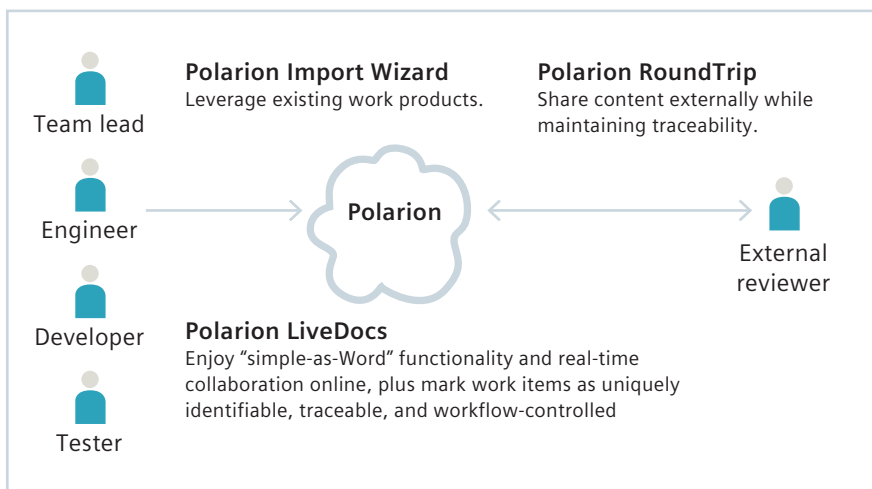 Team lead
Engineer
Developer
Tester
Polarion Import Wizard
Leverage existing work products.
Polarion RoundTrip
Share content externally while
maintaining traceability.
Polarion
External
reviewer
Polarion LiveDocs
Enjoy “simple-as-Word” functionality and real-time
collaboration online, plus mark work items as uniquely
identifiable, traceable, and workflow-controlled